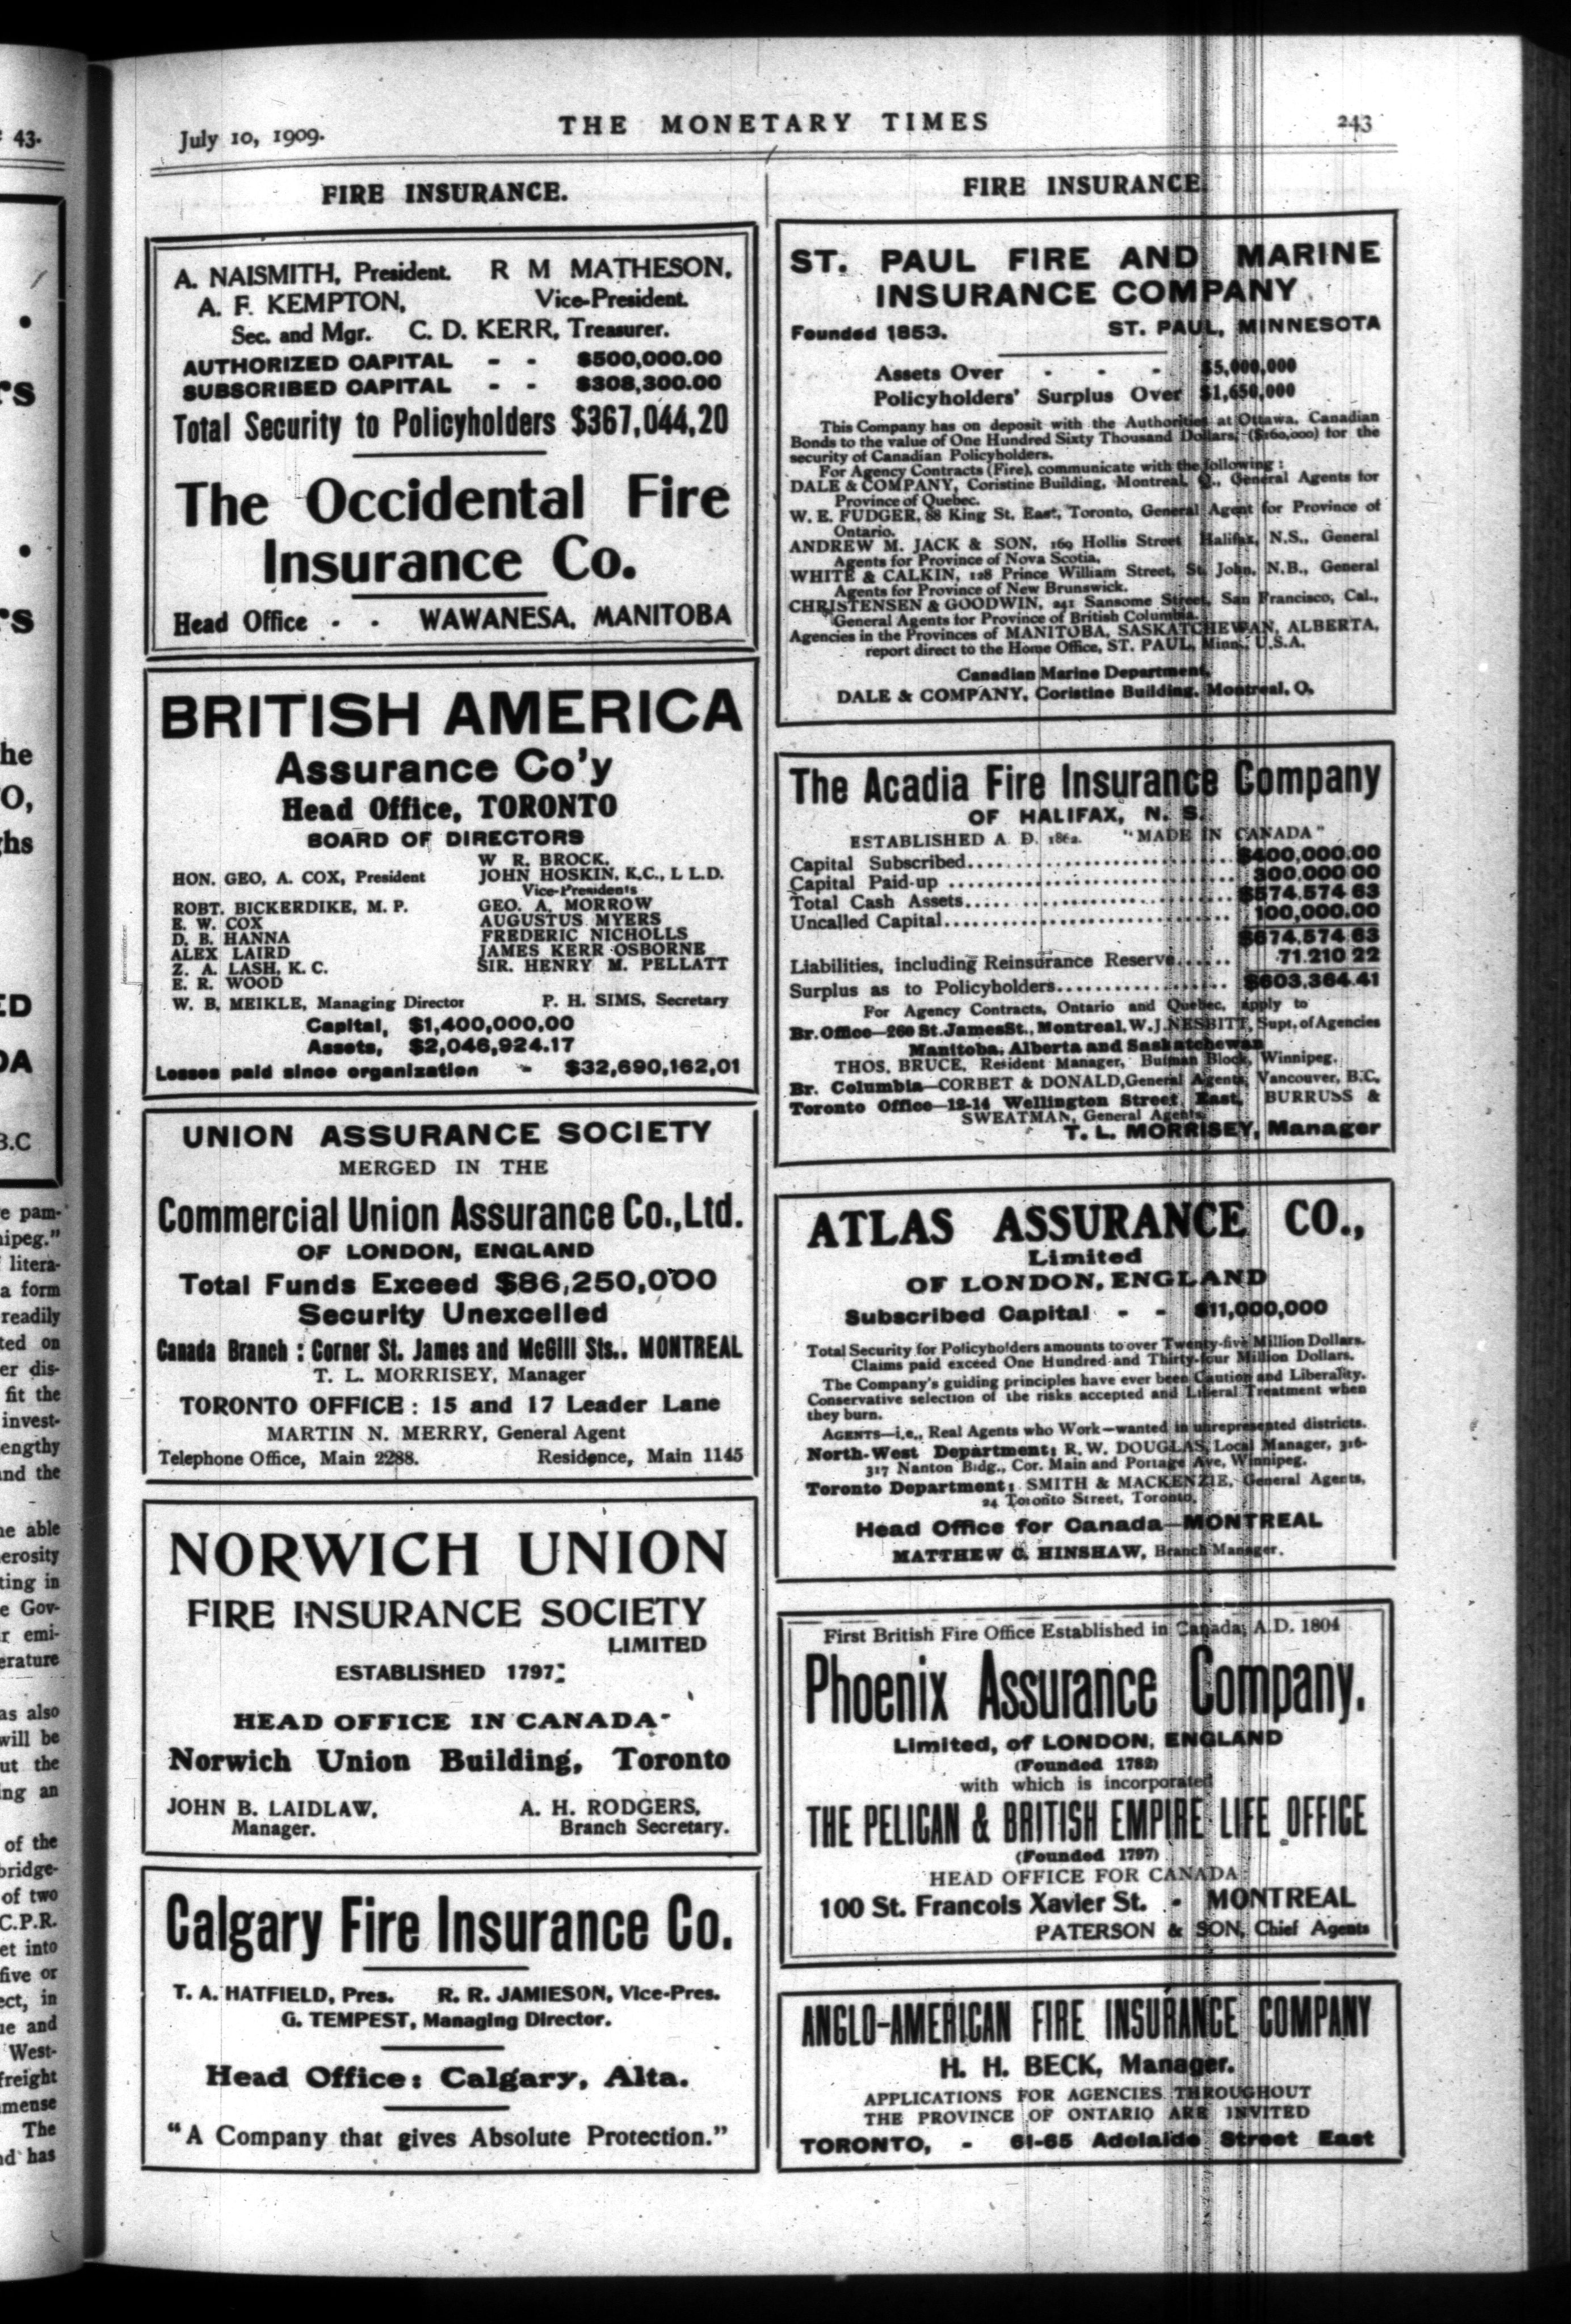 July 10, 1909.
THE MONETARY TIMES
243
FIRE INSURANCE.
A. NAISMITH, President. R M MATHESON,
A. F. KEMPTON, Vice-President.
Sec. and Mgr. C. D. KERR, Treasurer.
AUTHORIZED CAPITAL - - $500,000.00
SUBSCRIBED CAPITAL - - $308,300.00
Total Security to Policyholders $367,044,20
The Occidental Fire
Insurance Co.
Head Office - - WAWANESA, MANITOBA
BRITISH AMERICA
Assurance Co'y
Head Office, TORONTO
BOARD OF DIRECTORS
W R. BROCK,
HON. GEO, A. COX, President JOHN HOSKIN, K.C., L L.D.
Vice-Presidents
ROBT. BICKERDIKE, M. P. GEO. A. MORROW
E. W. COX AUGUSTUS MYERS
D. B. HANNA FREDERIC NICHOLLS
ALEX LAIRD JAMES KERR OSBORNE
Z. A. LASH, K. C. SIR. HENRY M. PELLATT
E. R. WOOD
W. B. MEIKLE, Managing Director P. H. SIMS, Secretary
Capital, $1,400,000.00
Assets, $2,046,924.17
Losses paid since organization - $32,690,162,01
UNION ASSURANCE SOCIETY
MERGED IN THE
Commercial Union Assurance Co., Ltd.
OF LONDON, ENGLAND
Total Funds Exceed $86,250,000
Security Unexcelled
Canada Branch : Corner St. James and McGill Sts., MONTREAL
T. L. MORRISEY, Manager
TORONTO OFFICE : 15 and 17 Leader Lane
MARTIN N. MERRY, General Agent
Telephone Office, Main 2288. Residence, Main 1145
NORWICH UNION
FIRE INSURANCE SOCIETY
LIMITED
ESTABLISHED 1797
HEAD OFFICE IN CANADA
Norwich Union Building, Toronto
JOHN B. LAIDLAW, A. H. RODGERS,
Manager. Branch Secretary.
Calgary Fire Insurance Co.
T. A. HATFIELD, Pres. R. R. JAMIESON, Vice-Pres.
G. TEMPEST, Managing Director.
Head Office: Calgary, Alta.
"A Company that gives Absolute Protection."
FIRE INSURANCE
ST. PAUL FIRE AND MARINE
INSURANCE COMPANY
Founded 1853. ST. PAUL, MINNESOTA
Assets Over - - - $5,000,000
Policyholders' Surplus Over $1,650,000
This Company has on deposit with the Authorities at Ottawa, Canadian
Bonds to the value of One Hundred Sixty Thousand Dollars, ($160,000) for the
security of Canadian Policyholders.
For Agency Contracts (Fire), communicate with the following :
DALE & COMPANY, Coristine Building, Montreal, Q., General Agents for
Province of Quebec.
W. E. FUDGER, 88 King St. East, Toronto, General Agent for Province of
Ontario.
ANDREW M. JACK & SON, 169 Hollis Street Halifax, N.S., General
Agents for Province of Nova Scotia.
WHITE & CALKIN, 128 Prince William Street, St. John, N.B., General
Agents for Province of New Brunswick.
CHRISTENSEN & GOODWIN, 241 Sansome Street, San Francisco, Cal.,
General Agents for Province of British Columbia.
Agencies in the Provinces of MANITOBA, SASKATCHEWAN, ALBERTA,
report direct to the Home Office, ST. PAUL, Minn., U.S.A.
Canadian Marine Department,
DALE & COMPANY, Coristine Building, Montreal, Q.
The Acadia Fire Insurance Company
OF HALIFAX, N. S.
ESTABLISHED A. D. 1862. "MADE IN CANADA"
Capital Subscribed.......... $400,000.00
Capital Paid-up .......... 300,000 00
Total Cash Assets.......... $574,574 63
Uncalled Capital.......... 100,000.00
$674,574 63
Liabilities, including Reinsurance Reserve...... 71,210 22
Surplus as to Policyholders.......... $603,364.41
For Agency Contracts, Ontario and Quebec, apply to
Br. Office—260 St. James St., Montreal, W. J. NESBITT, Supt. of Agencies
Manitoba, Alberta and Saskatchewan
THOS. BRUCE, Resident Manager, Bulman Block, Winnipeg.
Br. Columbia—CORBET & DONALD, General Agents, Vancouver, B.C.
Toronto Office—12-14 Wellington Street East, BURRUSS &
SWEATMAN, General Agents
T. L. MORRISEY, Manager
ATLAS ASSURANCE CO.,
Limited
OF LONDON, ENGLAND
Subscribed Capital - - $11,000,000
Total Security for Policyholders amounts to over Twenty-five Million Dollars.
Claims paid exceed One Hundred and Thirty-four Million Dollars.
The Company's guiding principles have ever been Caution and Liberality.
Conservative selection of the risks accepted and Liberal Treatment when
they burn.
AGENTS—i.e., Real Agents who Work—wanted in unrepresented districts.
North-West Department: R. W. DOUGLAS, Local Manager, 316-
317 Nanton Bldg., Cor. Main and Portage Ave, Winnipeg.
Toronto Department: SMITH & MACKENZIE, General Agents,
24 Toronto Street, Toronto.
Head Office for Canada—MONTREAL
MATTHEW C. HINSHAW, Branch Manager.
First British Fire Office Established in Canada, A.D. 1804
Phoenix Assurance Company,
Limited, of LONDON, ENGLAND
(Founded 1782)
with which is incorporated
THE PELICAN & BRITISH EMPIRE LIFE OFFICE
(Founded 1797)
HEAD OFFICE FOR CANADA
100 St. Francois Xavier St. - MONTREAL
PATERSON & SON, Chief Agents
ANGLO-AMERICAN FIRE INSURANCE COMPANY
H. H. BECK, Manager.
APPLICATIONS FOR AGENCIES THROUGHOUT
THE PROVINCE OF ONTARIO ARE INVITED
TORONTO, - 61-65 Adelaide Street East